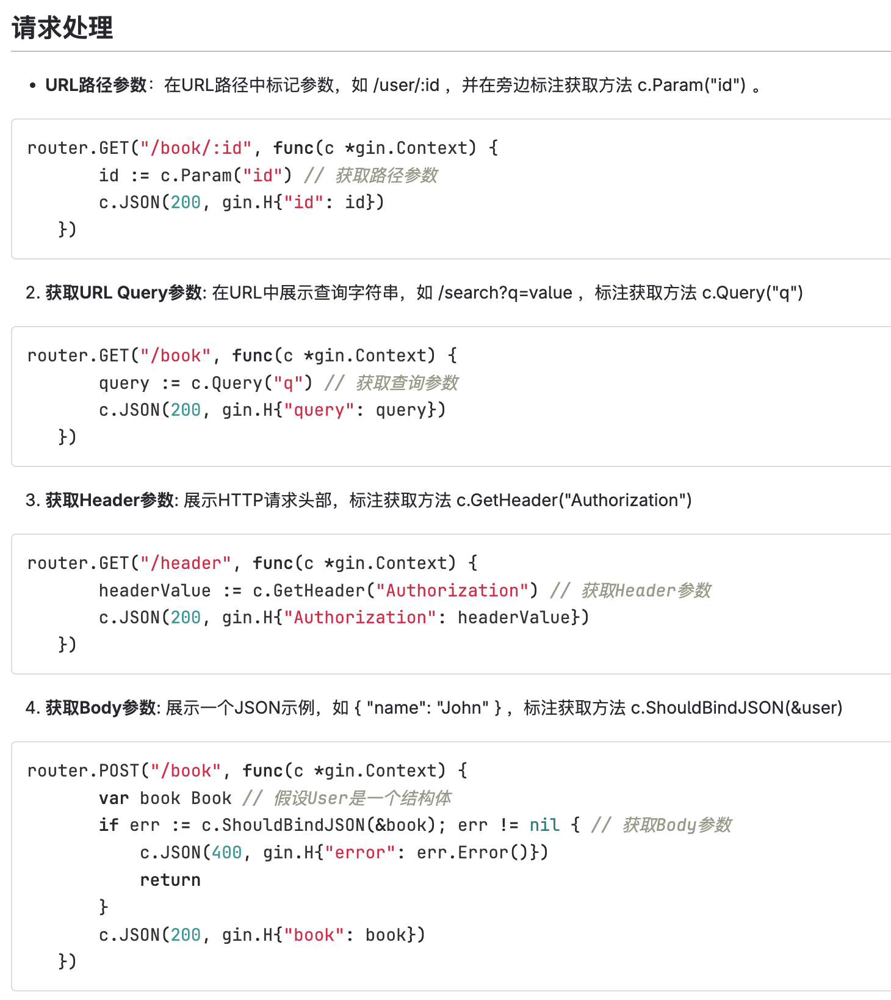 请求处理
• URL路径参数：在URL路径中标记参数，如 /user/:id ，并在旁边标注获取方法 c.Param("id") 。
router.GET("/book/:id", func(c *gin.Context) {
       id := c.Param("id") // 获取路径参数
       c.JSON(200, gin.H{"id": id})
   })
2. 获取URL Query参数: 在URL中展示查询字符串，如 /search?q=value ，标注获取方法 c.Query("q")
router.GET("/book", func(c *gin.Context) {
       query := c.Query("q") // 获取查询参数
       c.JSON(200, gin.H{"query": query})
   })
3. 获取Header参数: 展示HTTP请求头部，标注获取方法 c.GetHeader("Authorization")
router.GET("/header", func(c *gin.Context) {
       headerValue := c.GetHeader("Authorization") // 获取Header参数
       c.JSON(200, gin.H{"Authorization": headerValue})
   })
4. 获取Body参数: 展示一个JSON示例，如 { "name": "John" } ，标注获取方法 c.ShouldBindJSON(&user)
router.POST("/book", func(c *gin.Context) {
       var book Book // 假设User是一个结构体
       if err := c.ShouldBindJSON(&book); err != nil { // 获取Body参数
           c.JSON(400, gin.H{"error": err.Error()})
           return
       }
       c.JSON(200, gin.H{"book": book})
   })